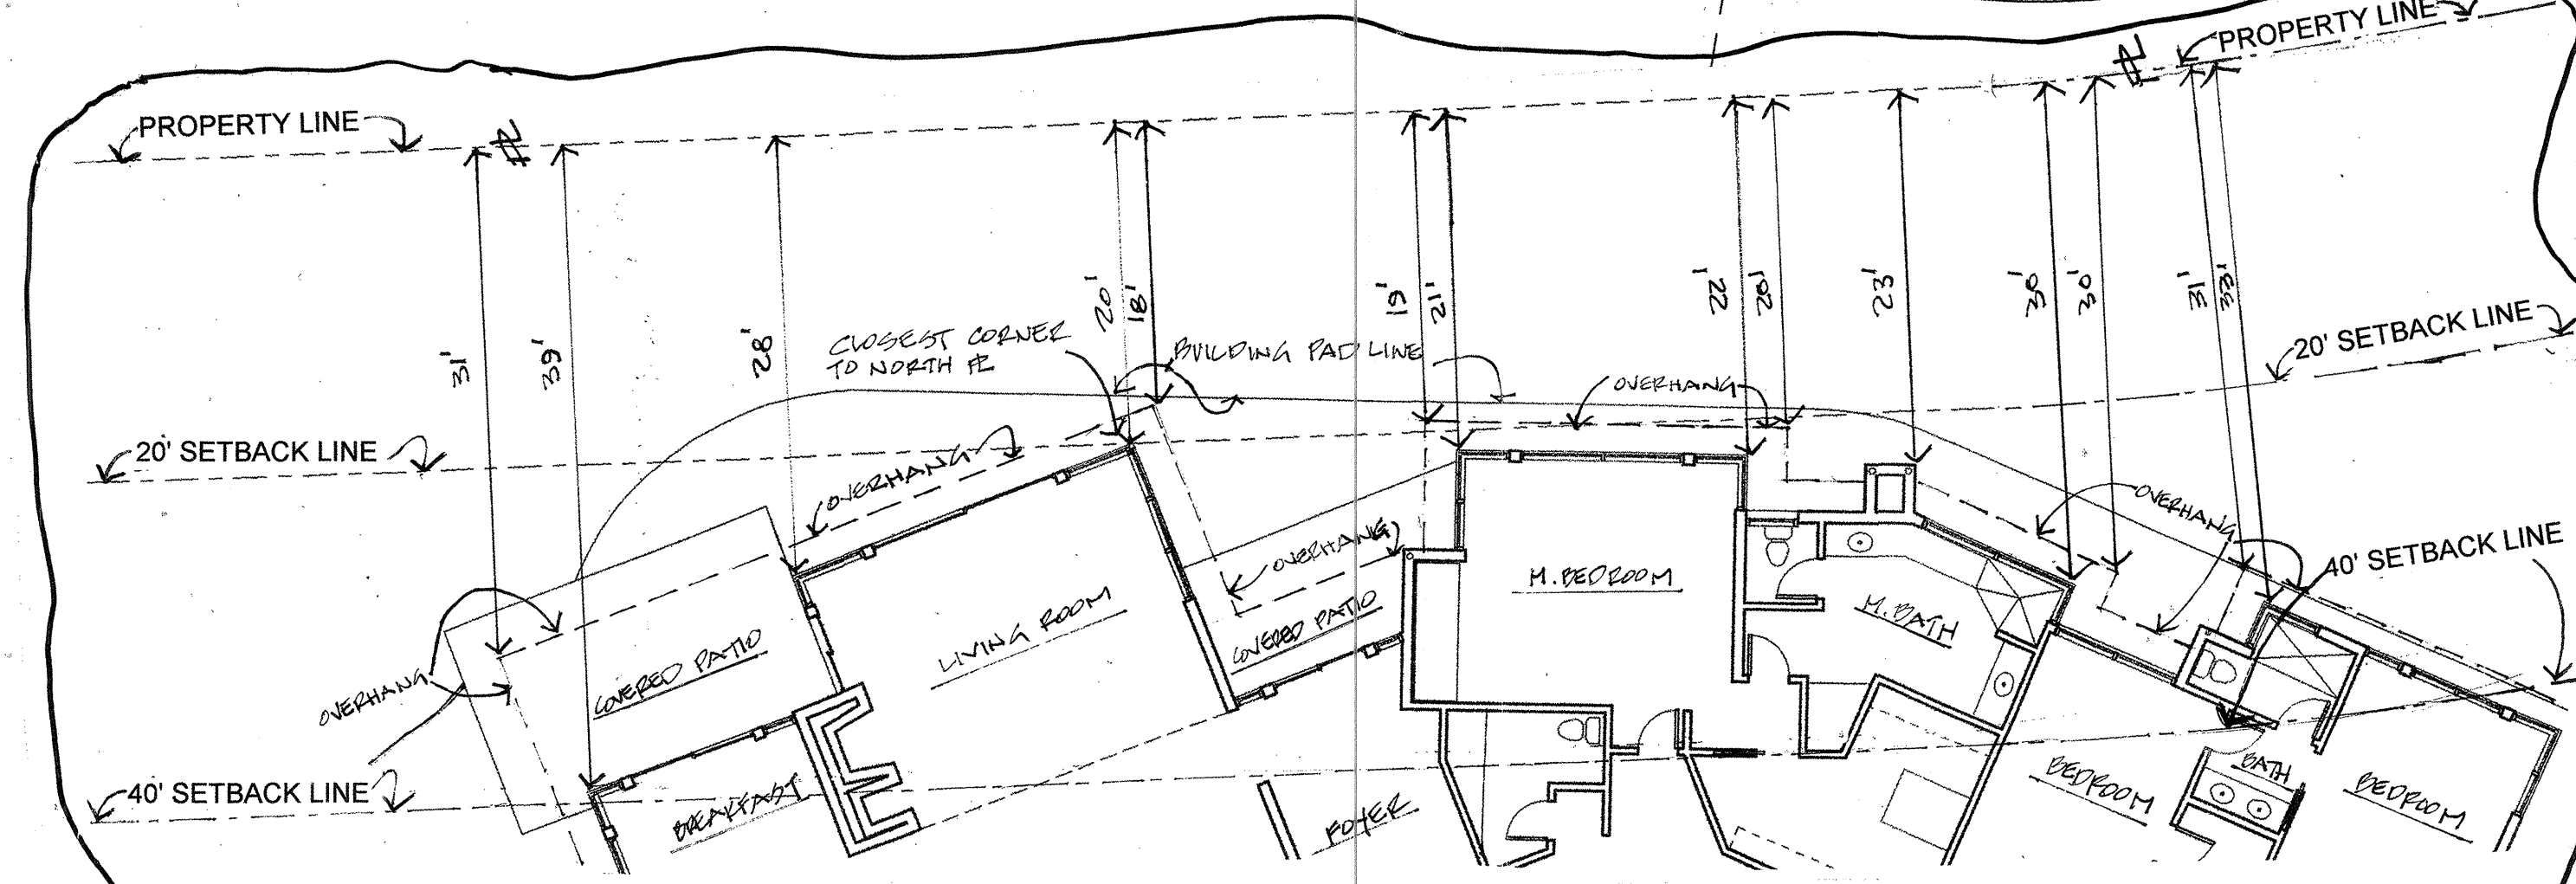 PROPERTY LINE
PROPERTY LINE
31'
39'
28'
20'
18'
19'
21'
22'
20'
23'
30'
30'
31'
33'
CLOSEST CORNER
TO NORTH PL
BUILDING PAD LINE
OVERHANG
20' SETBACK LINE
20' SETBACK LINE
OVERHANG
OVERHANG
OVERHANG
40' SETBACK LINE
M. BEDROOM
M. BATH
LIVING ROOM
COVERED PATIO
COVERED PATIO
OVERHANG
40' SETBACK LINE
BREAKFAST
FOYER
BEDROOM
BATH
BEDROOM